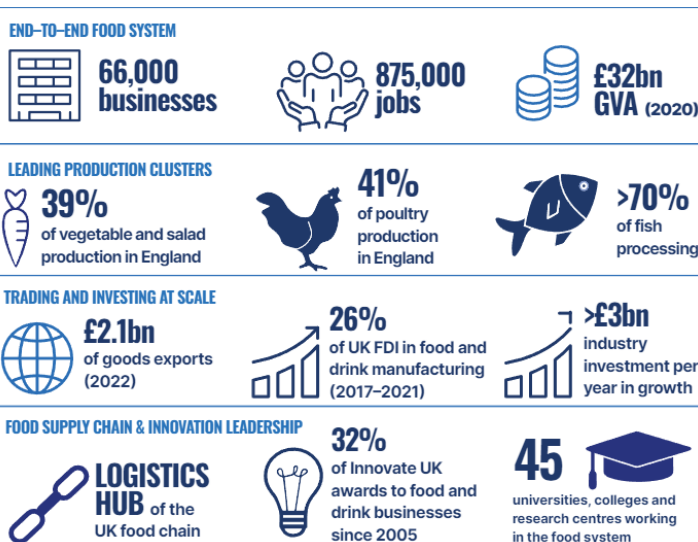 END–TO–END FOOD SYSTEM
66,000
businesses
875,000
jobs
£32bn
GVA (2020)
LEADING PRODUCTION CLUSTERS
39%
of vegetable and salad
production in England
41%
of poultry
production
in England
>70%
of fish
processing
TRADING AND INVESTING AT SCALE
£2.1bn
of goods exports
(2022)
26%
of UK FDI in food and
drink manufacturing
(2017–2021)
>£3bn
industry
investment per
year in growth
FOOD SUPPLY CHAIN & INNOVATION LEADERSHIP
LOGISTICS
HUB of the
UK food chain
32%
of Innovate UK
awards to food and
drink businesses
since 2005
45
universities, colleges and
research centres working
in the food system